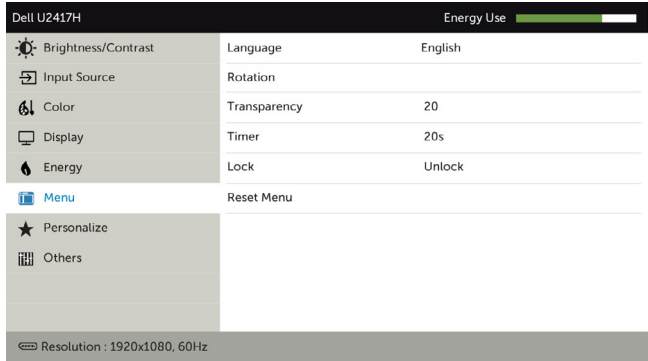 Dell U2417H Energy Use
Brightness/Contrast Language English
Input Source Rotation
Color Transparency 20
Display Timer 20s
Energy Lock Unlock
Menu Reset Menu
Personalize
Others
Resolution : 1920x1080, 60Hz